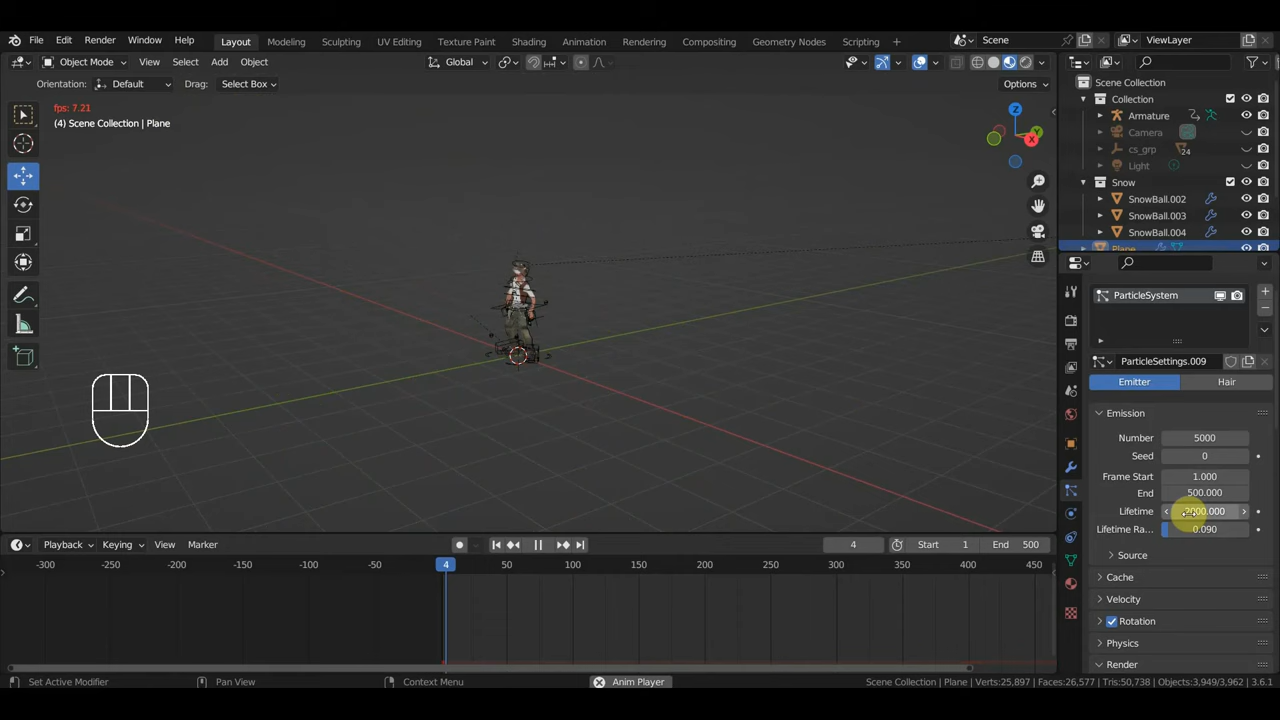 File Edit Render Window Help Layout Modeling Sculpting UV Editing Texture Paint Shading Animation Rendering Compositing Geometry Nodes Scripting + Scene ViewLayer
Object Mode View Select Add Object Global
Orientation: Default Drag: Select Box Options
fps: 7.21
(4) Scene Collection | Plane
Z
Y
X
Scene Collection
Collection
Armature
Camera
cs_grp 24
Light
Snow
SnowBall.002
SnowBall.003
SnowBall.004
Plane
ParticleSystem
ParticleSettings.009
Emitter Hair
Emission
Number 5000
Seed 0
Frame Start 1.000
End 500.000
Lifetime 2000.000
Lifetime Ra... 0.090
Source
Cache
Velocity
Rotation
Physics
Render
Playback Keying View Marker 4 Start 1 End 500
-300 -250 -200 -150 -100 -50 4 50 100 150 200 250 300 350 400 450
Set Active Modifier Pan View Context Menu Anim Player Scene Collection | Plane | Verts:25,897 | Faces:26,577 | Tris:50,738 | Objects:3,949/3,962 | 3.6.1